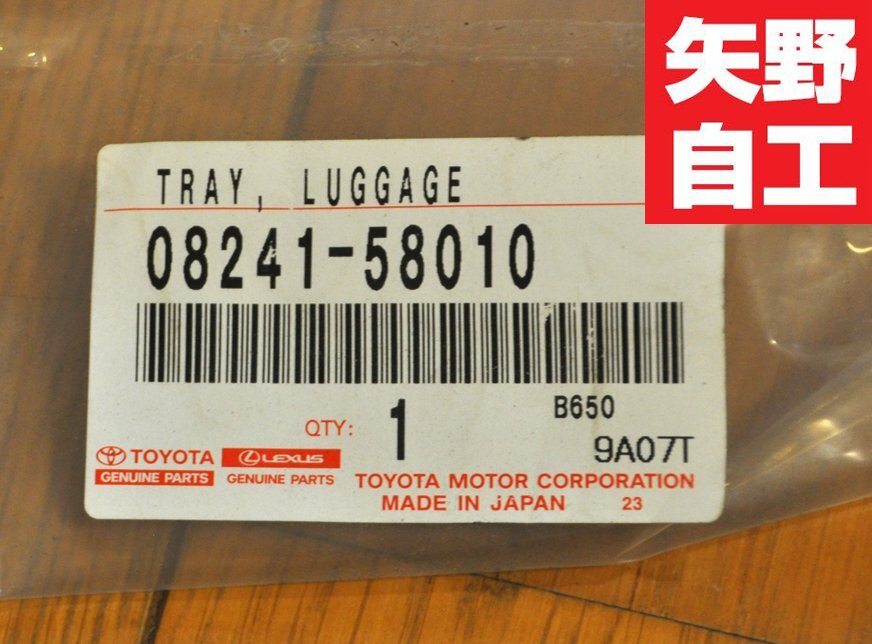 矢野
自工
TRAY, LUGGAGE
08241-58010
QTY: 1
B650
9A07T
TOYOTA
GENUINE PARTS
LEXUS
GENUINE PARTS
TOYOTA MOTOR CORPORATION
MADE IN JAPAN 23